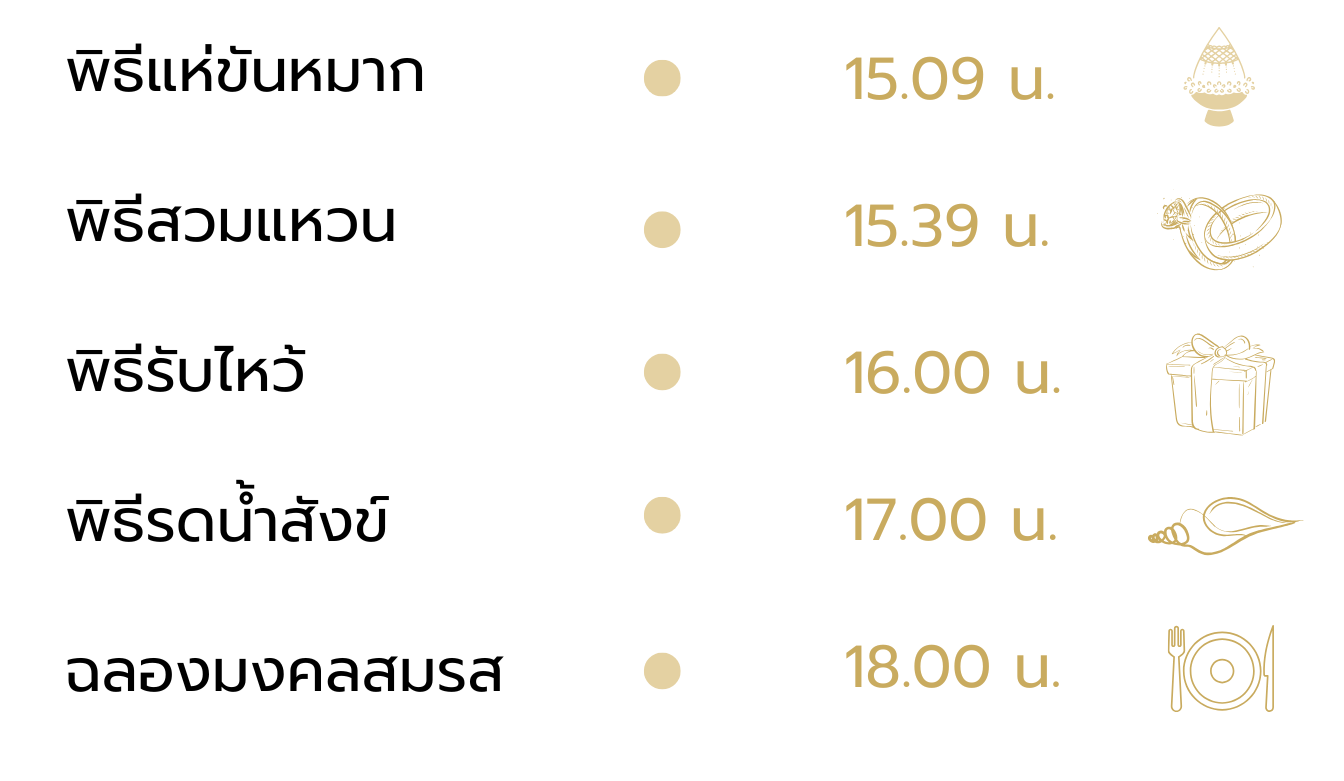 พิธีแห่ขันหมาก 15.09 น.
พิธีสวมแหวน 15.39 น.
พิธีรับไหว้ 16.00 น.
พิธีรดน้ำสังข์ 17.00 น.
ฉลองมงคลสมรส 18.00 น.